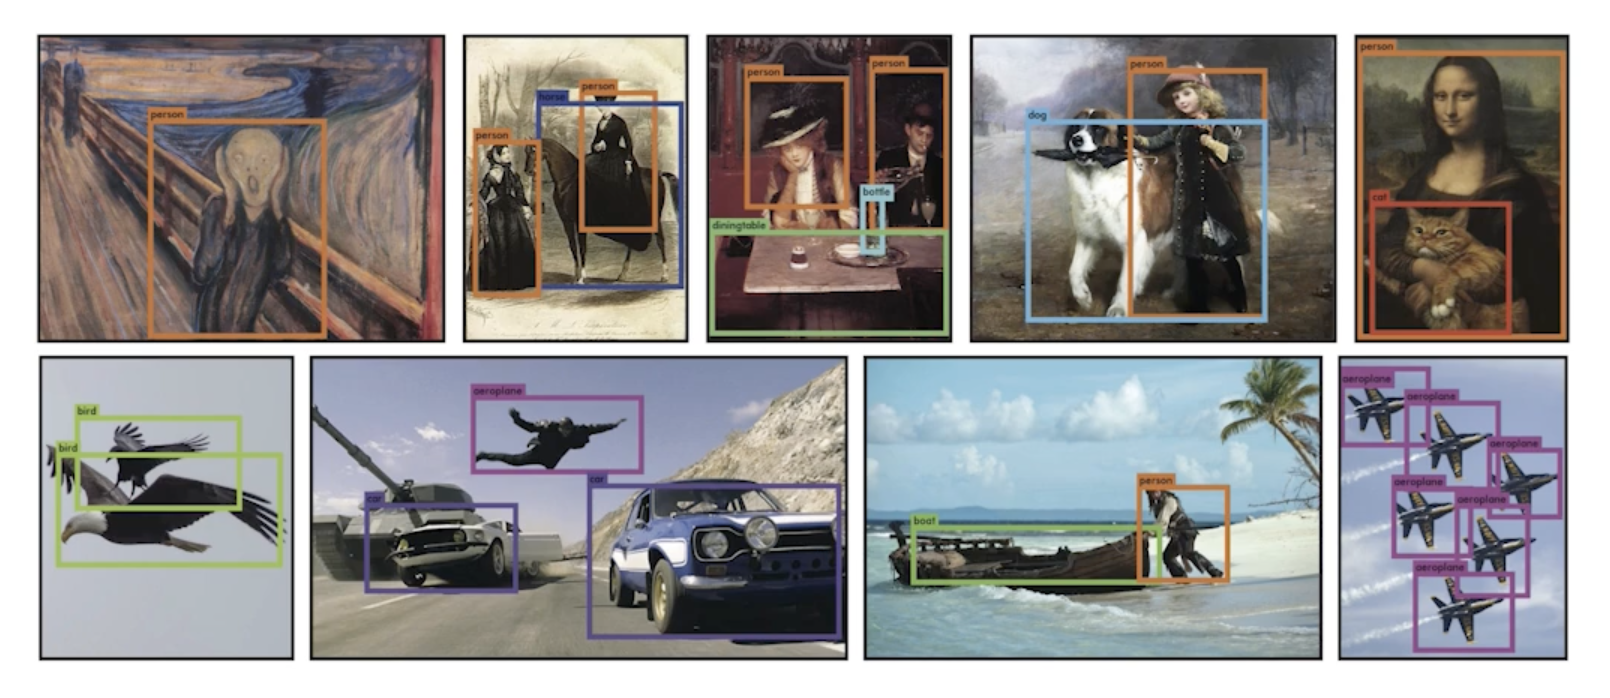 person
horse
person
person
person
person
bottle
diningtable
person
dog
person
cat
bird
bird
aeroplane
car
car
person
boat
aeroplane
aeroplane
aeroplane
aeroplane
aeroplane
aeroplane